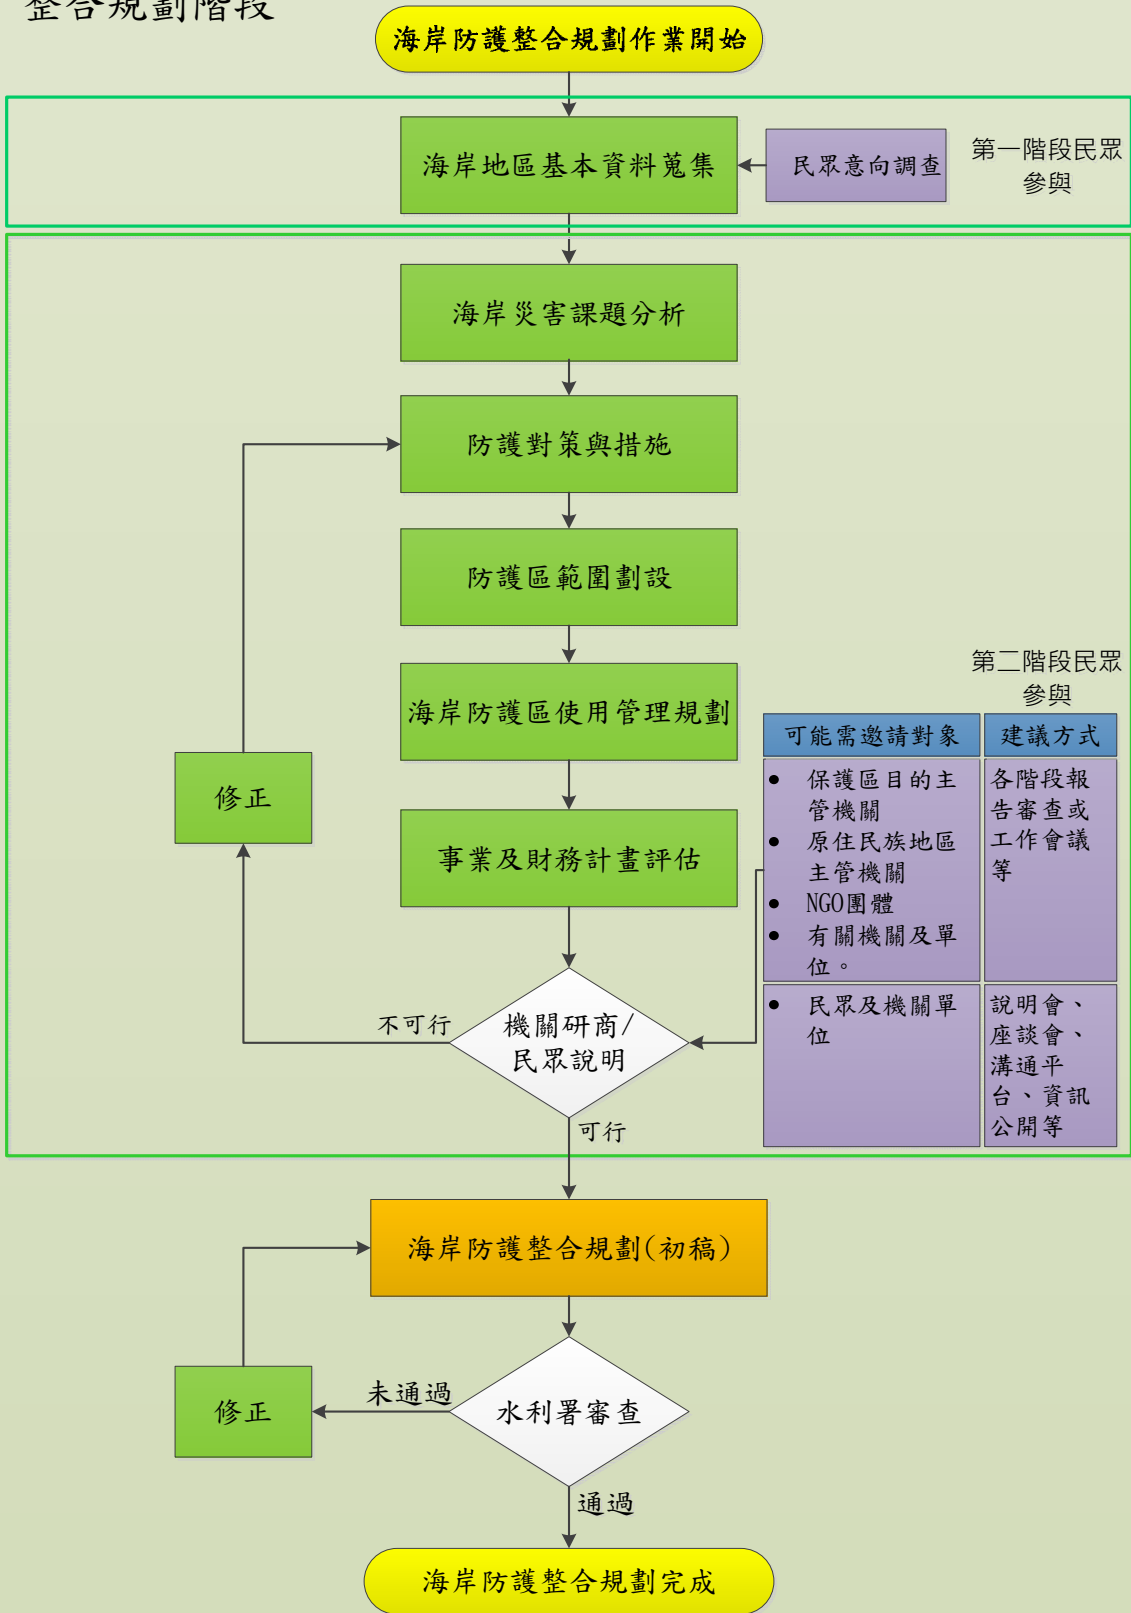 整合規劃階段
海岸防護整合規劃作業開始
海岸地區基本資料蒐集
民眾意向調查
第一階段民眾
參與
海岸災害課題分析
防護對策與措施
防護區範圍劃設
海岸防護區使用管理規劃
修正
事業及財務計畫評估
第二階段民眾
參與
可能需邀請對象
建議方式
• 保護區目的主
管機關
• 原住民族地區
主管機關
• NGO團體
• 有關機關及單
位。
各階段報
告審查或
工作會議
等
• 民眾及機關單
位
說明會、
座談會、
溝通平
台、資訊
公開等
機關研商/
民眾說明
不可行
可行
海岸防護整合規劃(初稿)
水利署審查
未通過
修正
通過
海岸防護整合規劃完成